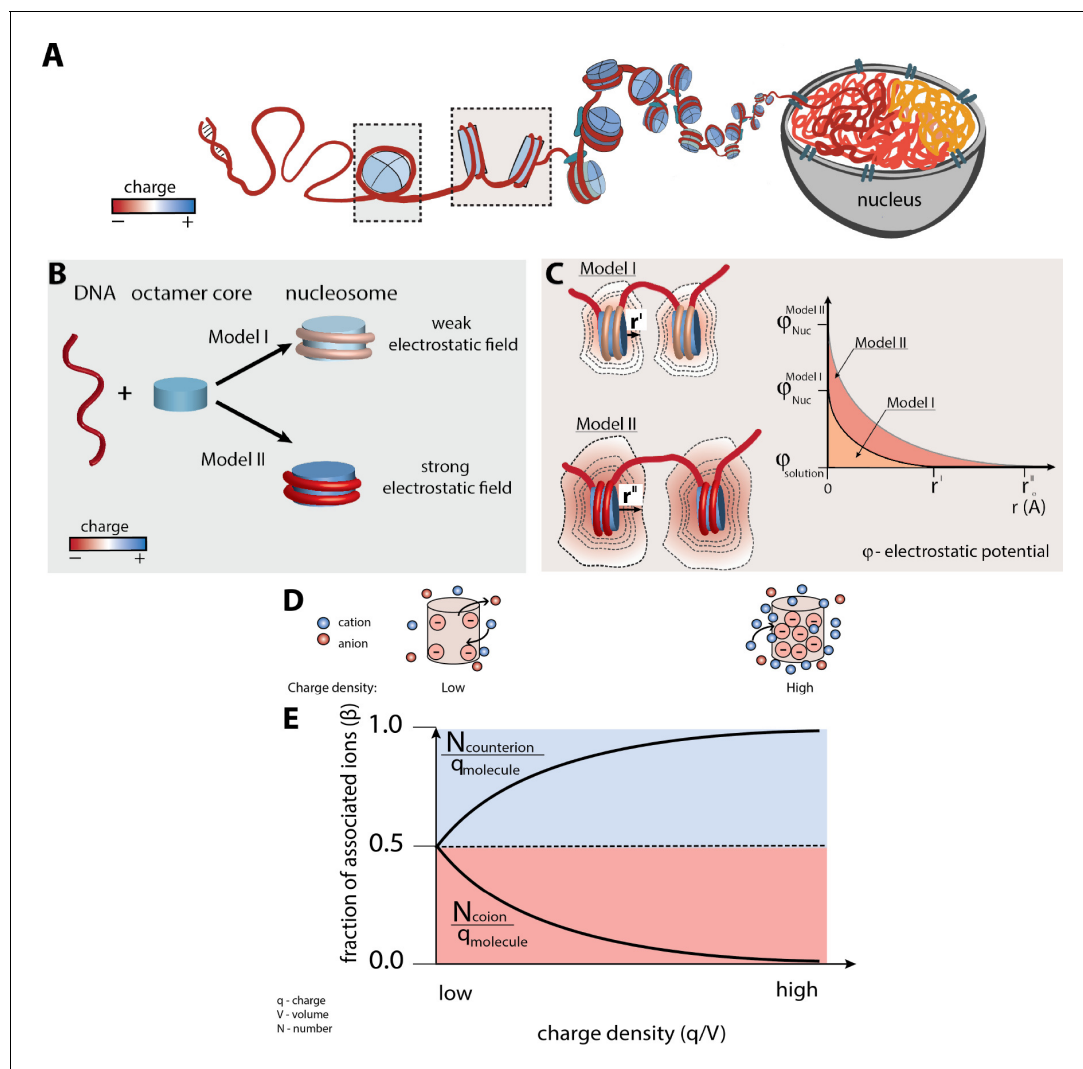 A
charge
−
+
nucleus
B
DNA
octamer core
nucleosome
Model I
weak
electrostatic field
+
Model II
strong
electrostatic field
charge
−
+
C
Model I
r I
Model II
r II
φ Model II Nuc
φ Model I Nuc
φ solution
Model II
Model I
0
r I
r II o
r (A)
φ - electrostatic potential
D
cation
anion
− − − −
− − − − − − −
Charge density:
Low
High
E
fraction of associated ions (β)
1.0
0.5
0.0
N counterion
q molecule
N coion
q molecule
low
high
charge density (q/V)
q - charge
V - volume
N - number